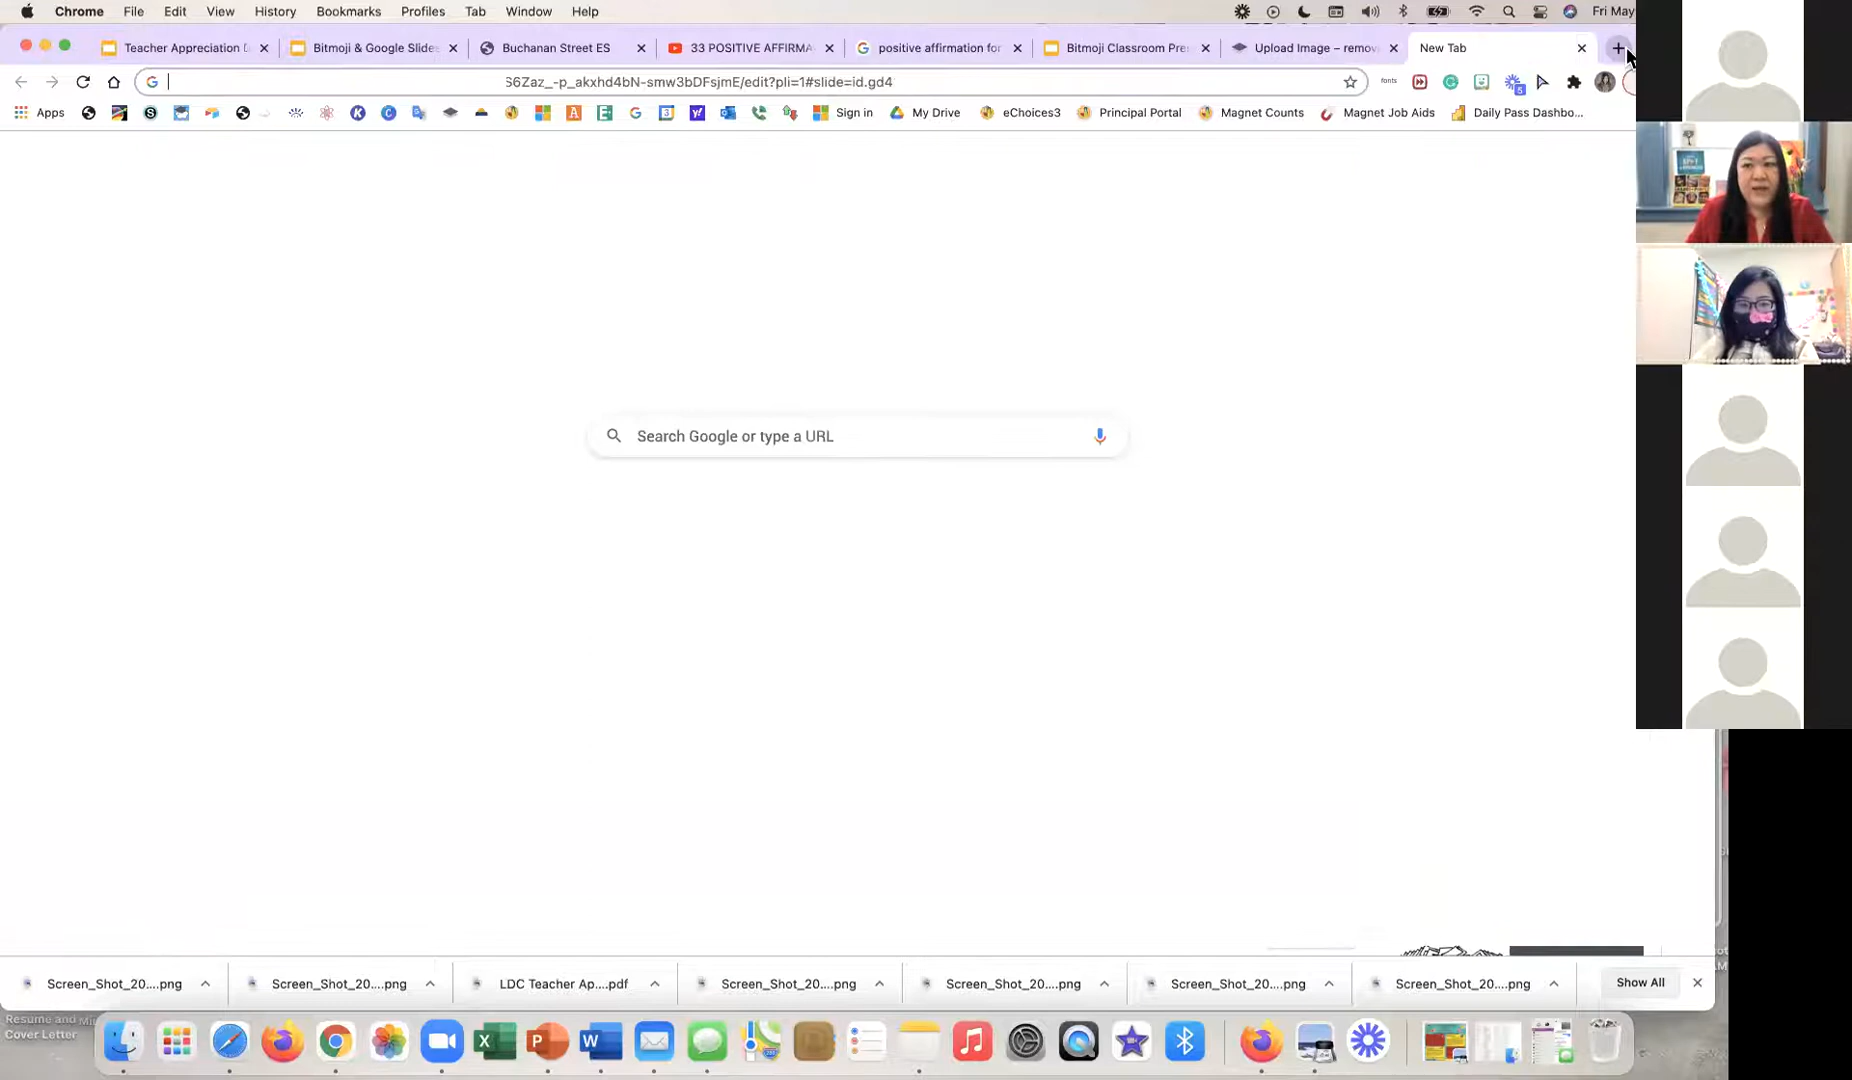 Chrome File Edit View History Bookmarks Profiles Tab Window Help Fri May
Teacher Appreciation Bitmoji & Google Slides Buchanan Street ES 33 POSITIVE AFFIRMA positive affirmation for Bitmoji Classroom Pre Upload Image – remov New Tab
S6Zaz_-p_akxhd4bN-smw3bDFsjmE/edit?pli=1#slide=id.gd4 fonts 5
Apps Sign in My Drive eChoices3 Principal Portal Magnet Counts Magnet Job Aids Daily Pass Dashbo...
Search Google or type a URL
Screen_Shot_20....png Screen_Shot_20....png LDC Teacher Ap....pdf Screen_Shot_20....png Screen_Shot_20....png Screen_Shot_20....png Screen_Shot_20....png Show All
Resume and
Cover Letter